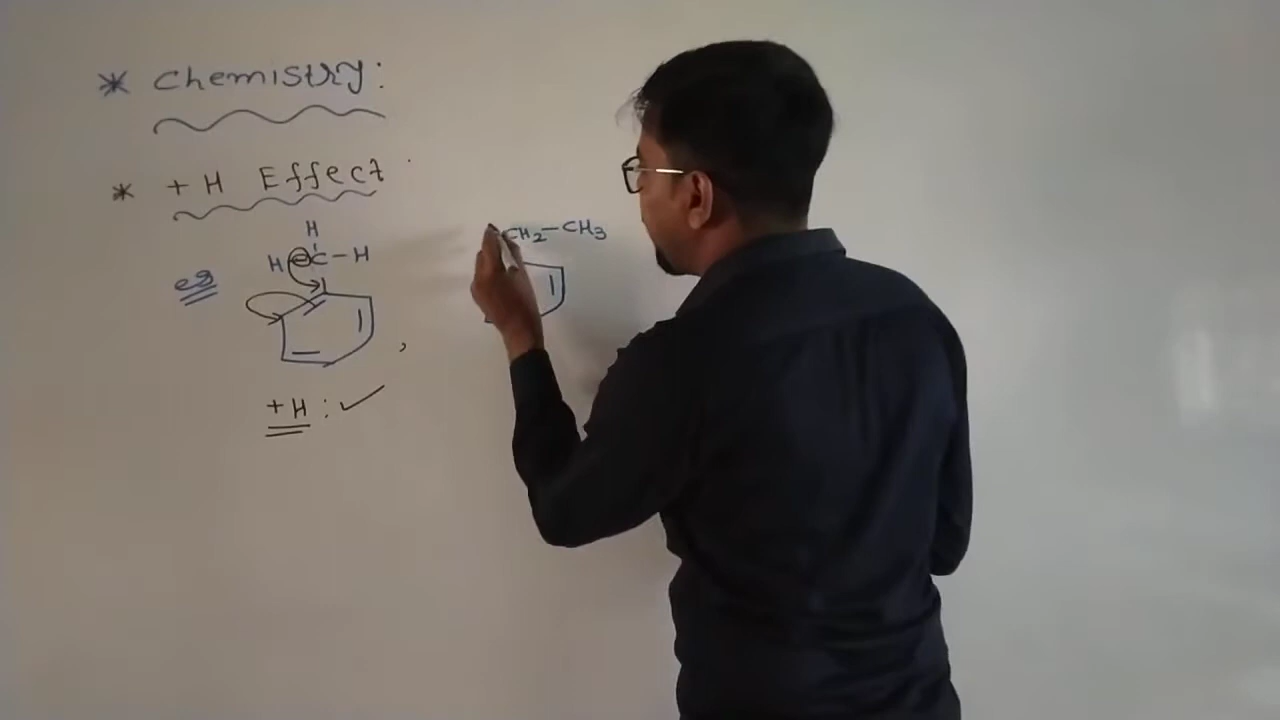 * Chemistry:
* + H Effect
H
H C - H
eg
CH2-CH3
,
+ H : ✓